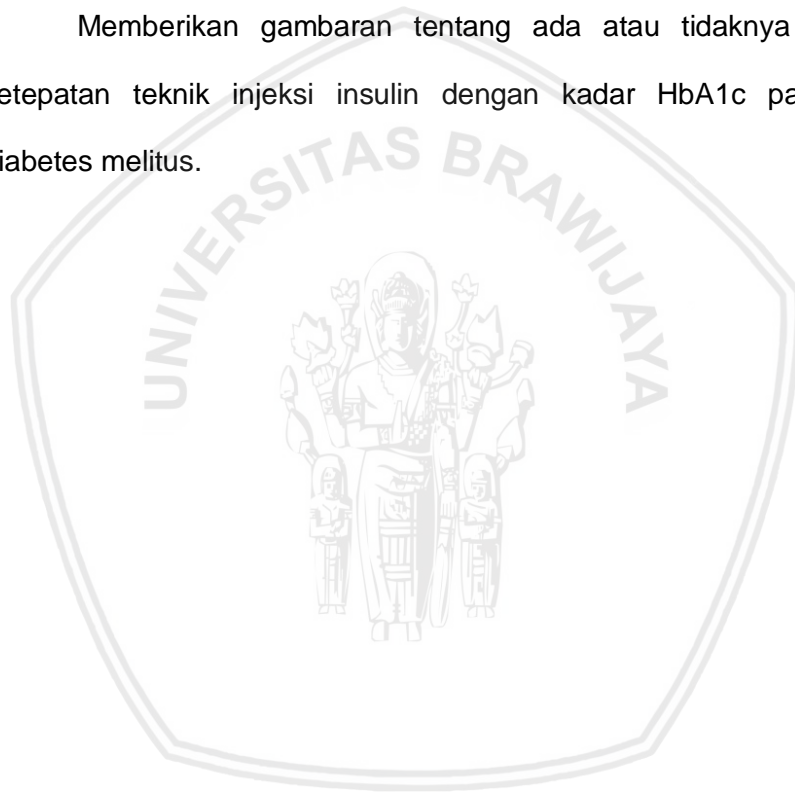 Memberikan gambaran tentang ada atau tidaknya
etepatan teknik injeksi insulin dengan kadar HbA1c pa
iabetes melitus.
UNIVERSITAS BRAWIJAYA